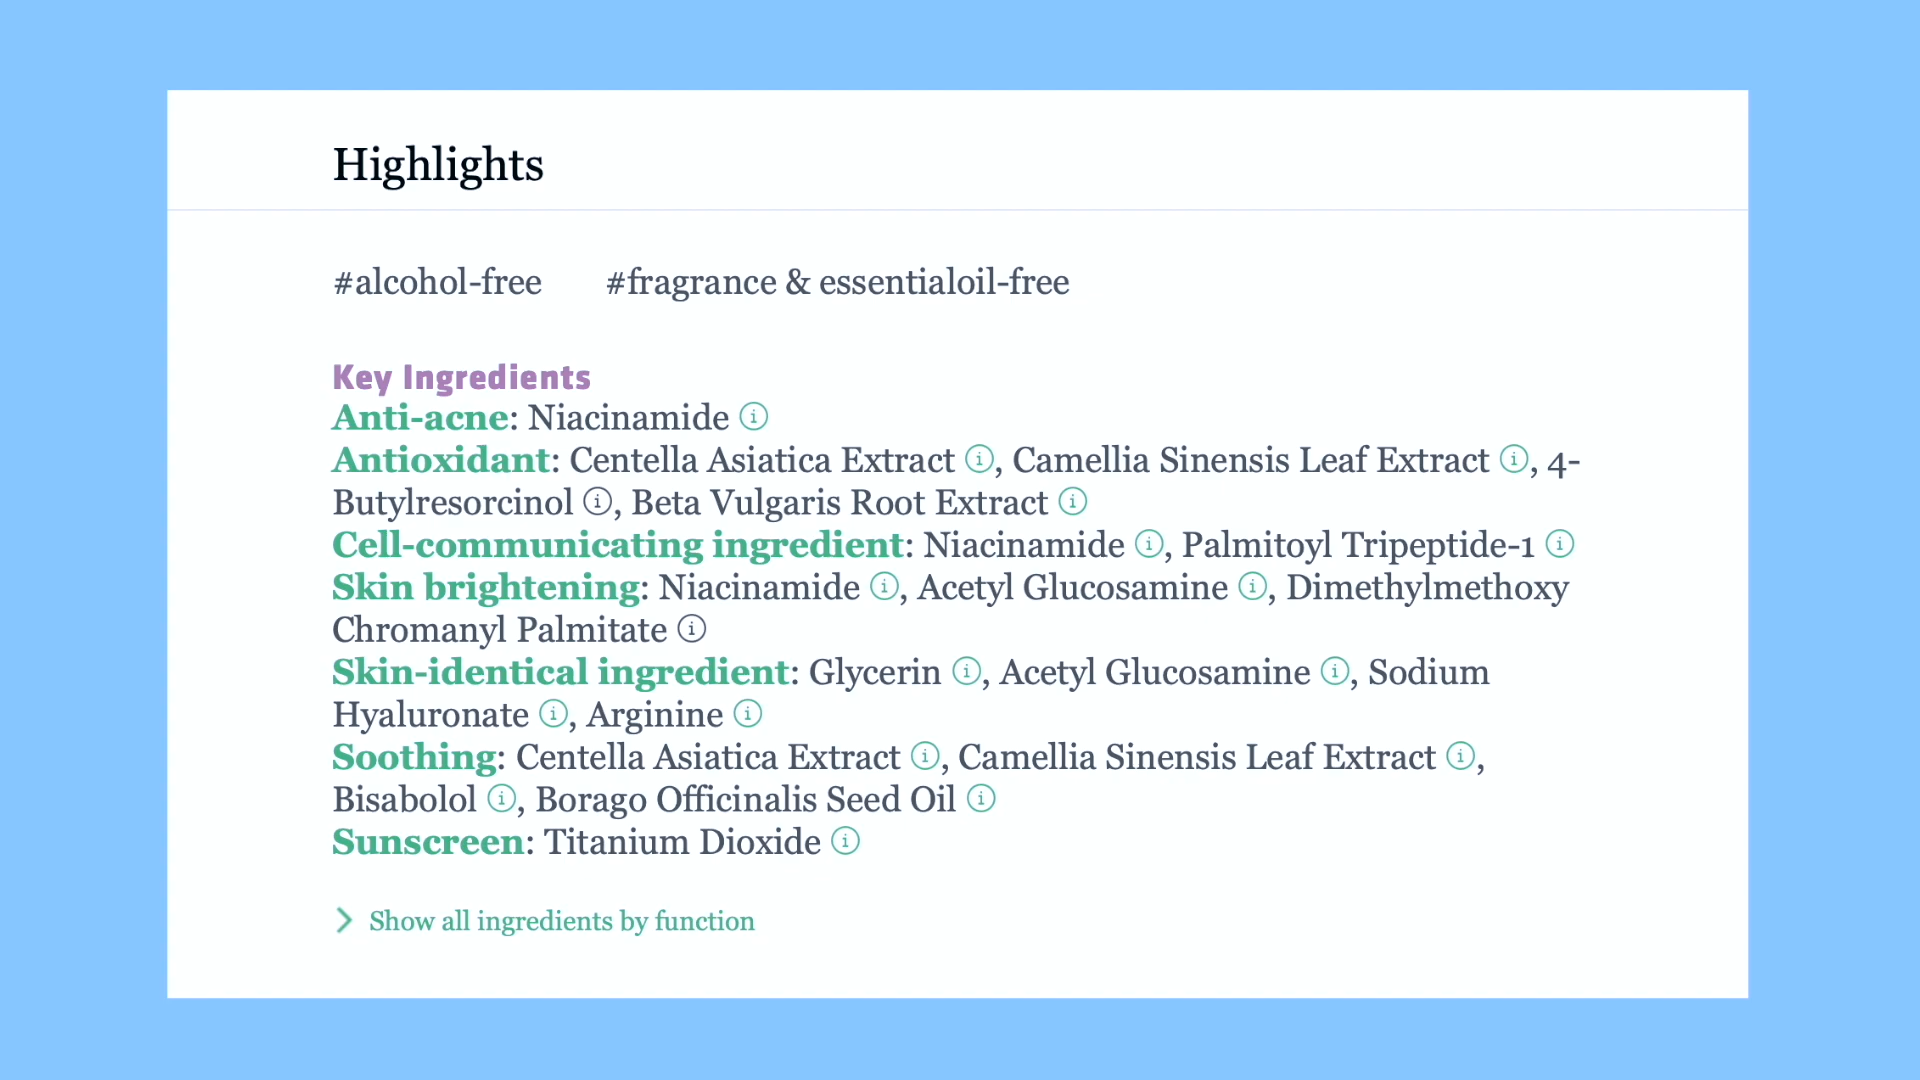 Highlights
#alcohol-free #fragrance & essentialoil-free
Key Ingredients
Anti-acne: Niacinamide ⓘ
Antioxidant: Centella Asiatica Extract ⓘ, Camellia Sinensis Leaf Extract ⓘ, 4-
Butylresorcinol ⓘ, Beta Vulgaris Root Extract ⓘ
Cell-communicating ingredient: Niacinamide ⓘ, Palmitoyl Tripeptide-1 ⓘ
Skin brightening: Niacinamide ⓘ, Acetyl Glucosamine ⓘ, Dimethylmethoxy
Chromanyl Palmitate ⓘ
Skin-identical ingredient: Glycerin ⓘ, Acetyl Glucosamine ⓘ, Sodium
Hyaluronate ⓘ, Arginine ⓘ
Soothing: Centella Asiatica Extract ⓘ, Camellia Sinensis Leaf Extract ⓘ,
Bisabolol ⓘ, Borago Officinalis Seed Oil ⓘ
Sunscreen: Titanium Dioxide ⓘ
Show all ingredients by function